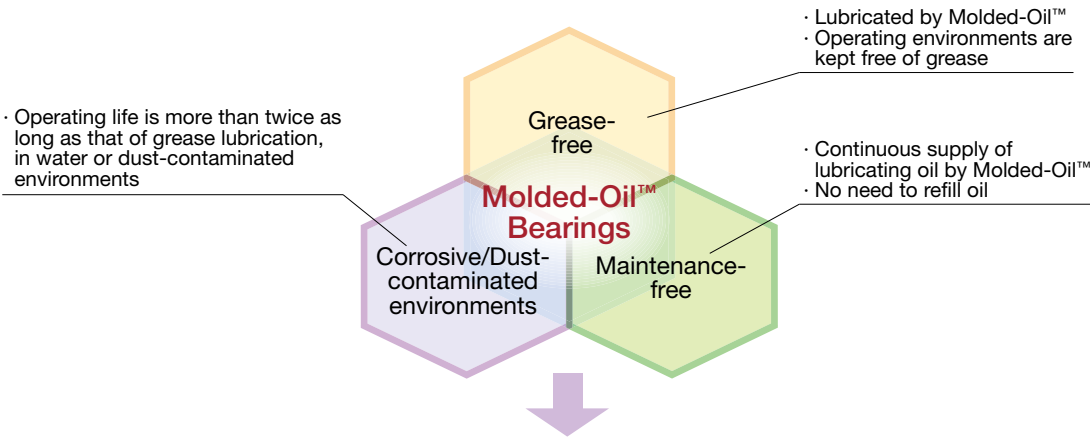 · Lubricated by Molded-Oil™
· Operating environments are
kept free of grease
· Operating life is more than twice as
long as that of grease lubrication,
in water or dust-contaminated
environments
Grease-
free
· Continuous supply of
lubricating oil by Molded-Oil™
· No need to refill oil
Molded-Oil™
Bearings
Corrosive/Dust-
contaminated
environments
Maintenance-
free